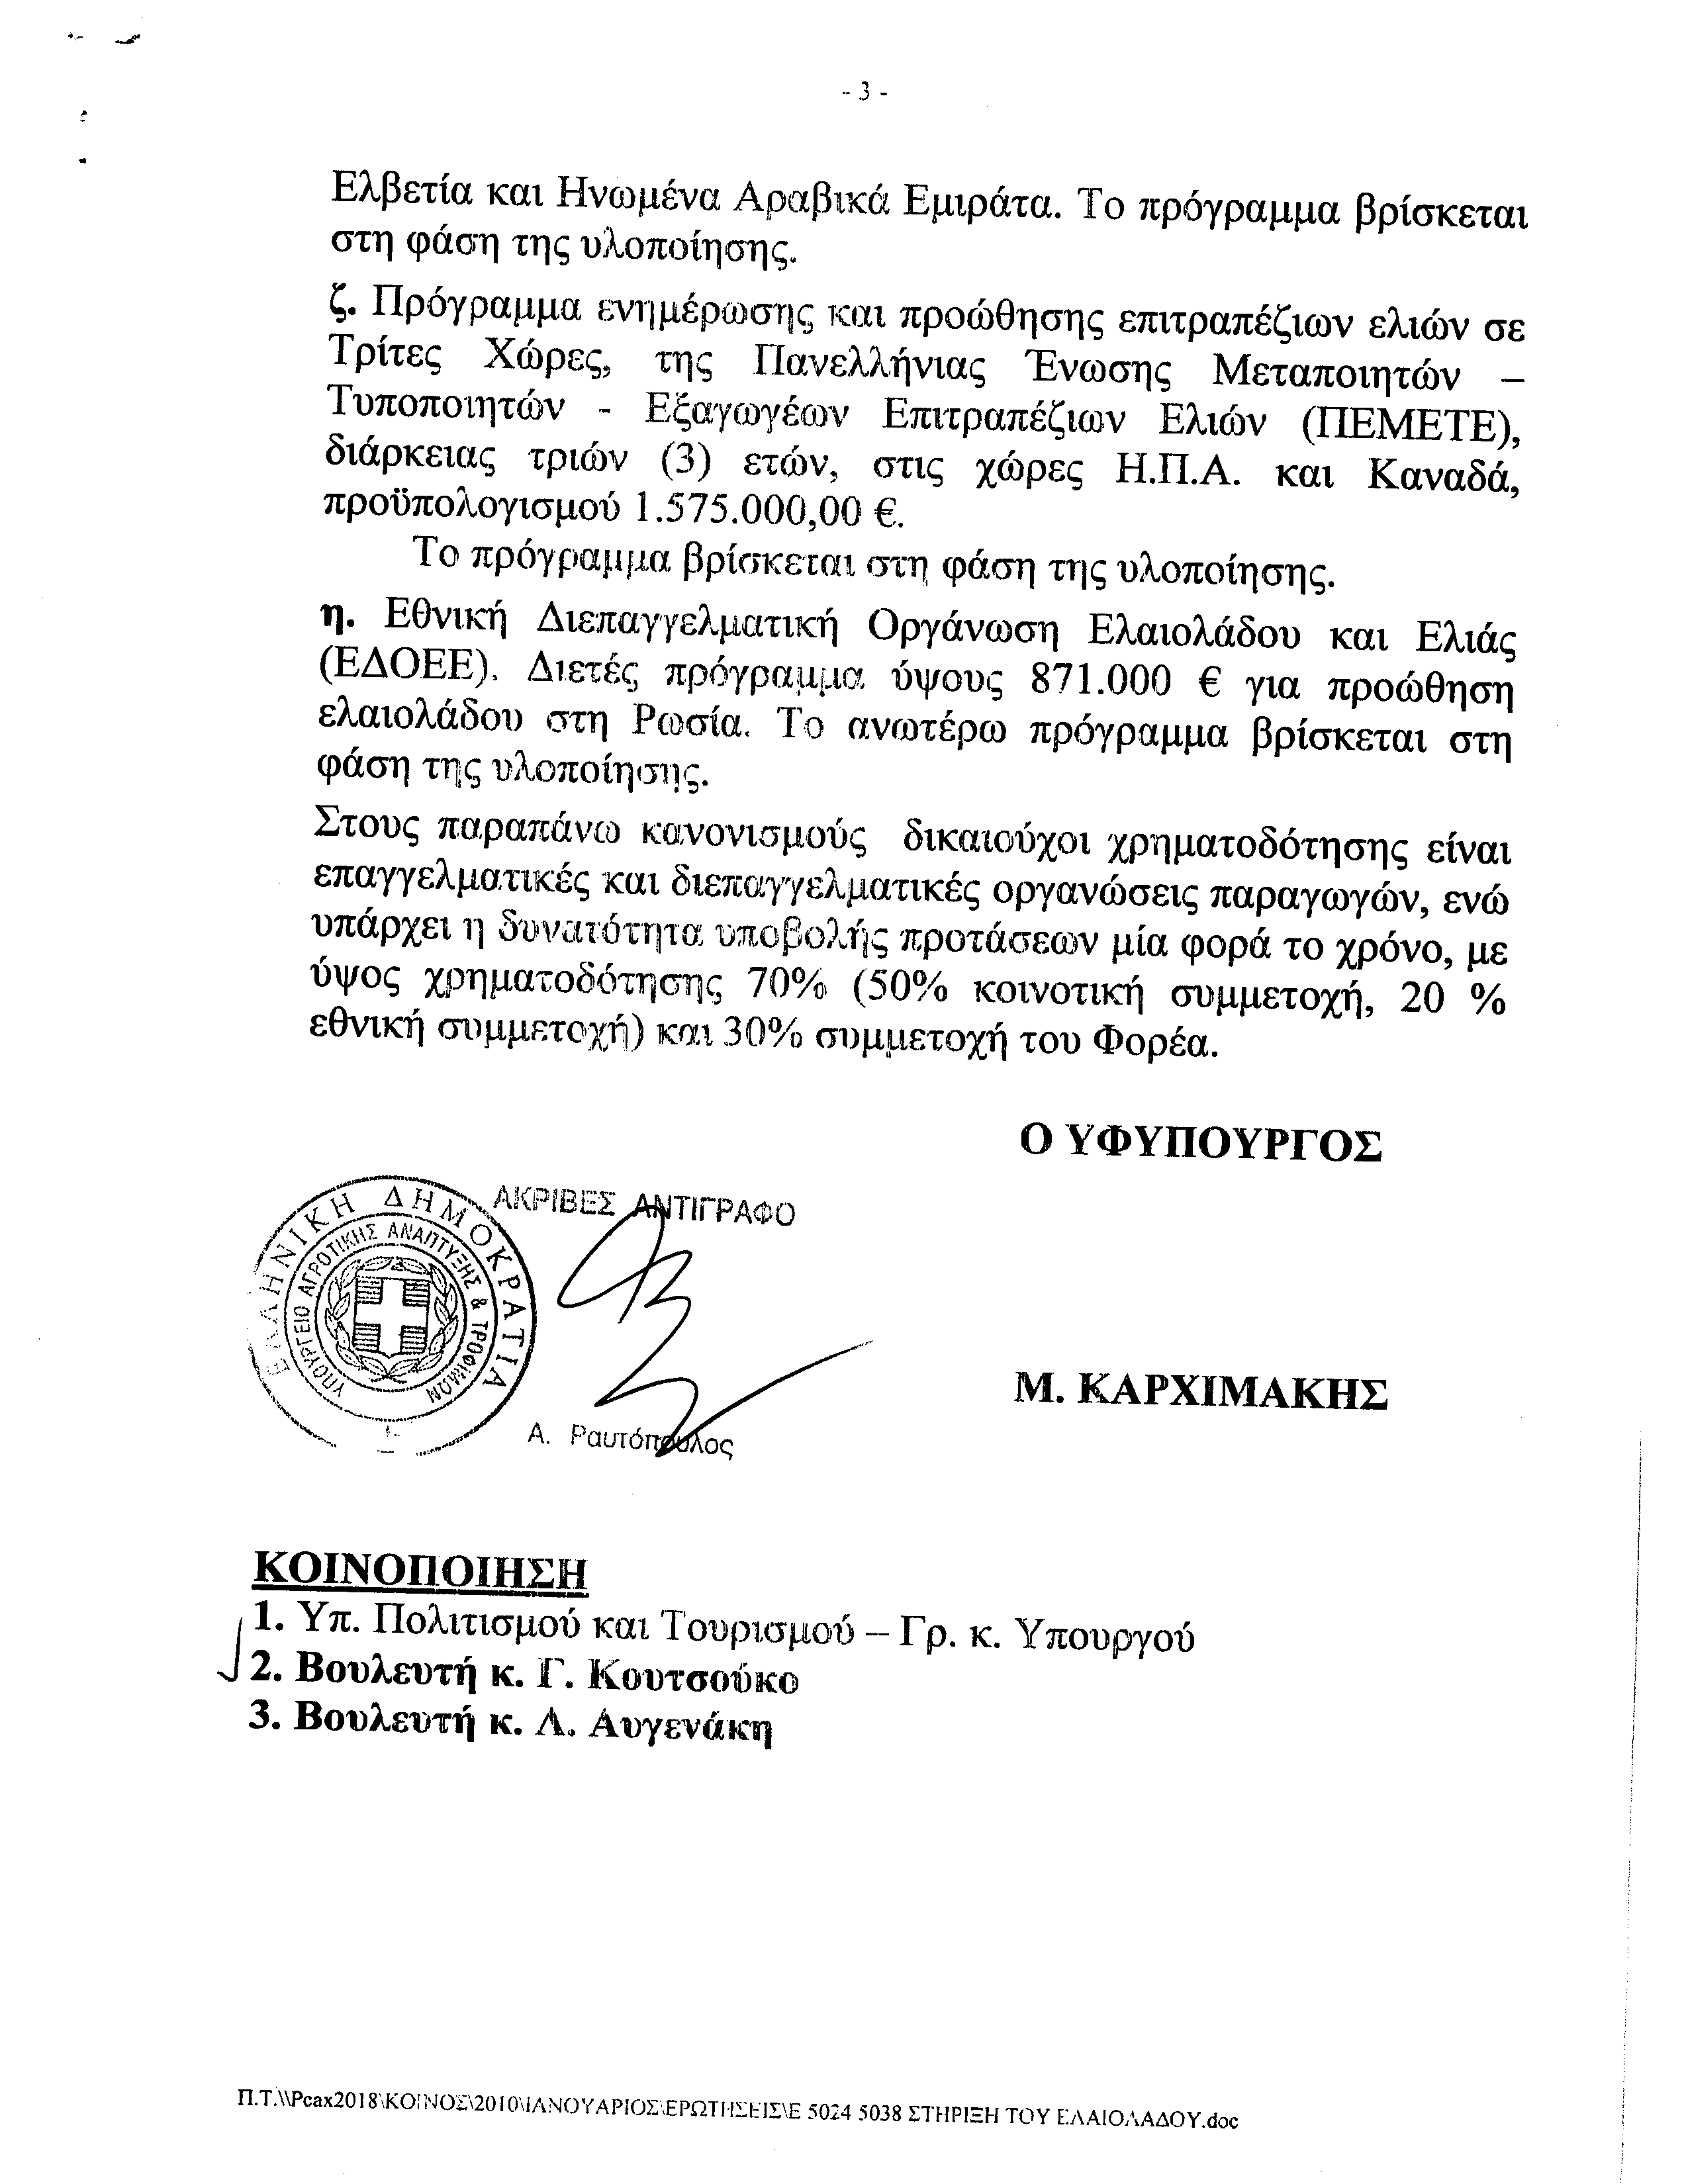 - 3 -
Ελβετία και Ηνωμένα Αραβικά Εμιράτα. Το πρόγραμμα βρίσκεται
στη φάση της υλοποίησης.
ζ. Πρόγραμμα ενημέρωσης και προώθησης επιτραπέζιων ελιών σε
Τρίτες Χώρες, της Πανελλήνιας Ένωσης Μεταποιητών –
Τυποποιητών - Εξαγωγέων Επιτραπέζιων Ελιών (ΠΕΜΕΤΕ),
διάρκειας τριών (3) ετών, στις χώρες Η.Π.Α. και Καναδά,
προϋπολογισμού 1.575.000,00 €.
Το πρόγραμμα βρίσκεται στη φάση της υλοποίησης.
η. Εθνική Διεπαγγελματική Οργάνωση Ελαιολάδου και Ελιάς
(ΕΔΟΕΕ). Διετές πρόγραμμα ύψους 871.000 € για προώθηση
ελαιολάδου στη Ρωσία. Το ανωτέρω πρόγραμμα βρίσκεται στη
φάση της υλοποίησης.
Στους παραπάνω κανονισμούς δικαιούχοι χρηματοδότησης είναι
επαγγελματικές και διεπαγγελματικές οργανώσεις παραγωγών, ενώ
υπάρχει η δυνατότητα υποβολής προτάσεων μία φορά το χρόνο, με
ύψος χρηματοδότησης 70% (50% κοινοτική συμμετοχή, 20 %
εθνική συμμετοχή) και 30% συμμετοχή του Φορέα.
Ο ΥΦΥΠΟΥΡΓΟΣ
ΕΛΛΗΝΙΚΗ ΔΗΜΟΚΡΑΤΙΑ
ΥΠΟΥΡΓΕΙΟ ΑΓΡΟΤΙΚΗΣ ΑΝΑΠΤΥΞΗΣ & ΤΡΟΦΙΜΩΝ
ΑΚΡΙΒΕΣ ΑΝΤΙΓΡΑΦΟ
Α. Ραυτόπουλος
Μ. ΚΑΡΧΙΜΑΚΗΣ
ΚΟΙΝΟΠΟΙΗΣΗ
1. Υπ. Πολιτισμού και Τουρισμού – Γρ. κ. Υπουργού
2. Βουλευτή κ. Γ. Κουτσούκο
3. Βουλευτή κ. Λ. Αυγενάκη
Π.Τ.\\Pcax2018\ΚΟΙΝΟΣ\2010\ΙΑΝΟΥΑΡΙΟΣ\ΕΡΩΤΗΣΕΙΣ\Ε 5024 5038 ΣΤΗΡΙΞΗ ΤΟΥ ΕΛΑΙΟΛΑΔΟΥ.doc